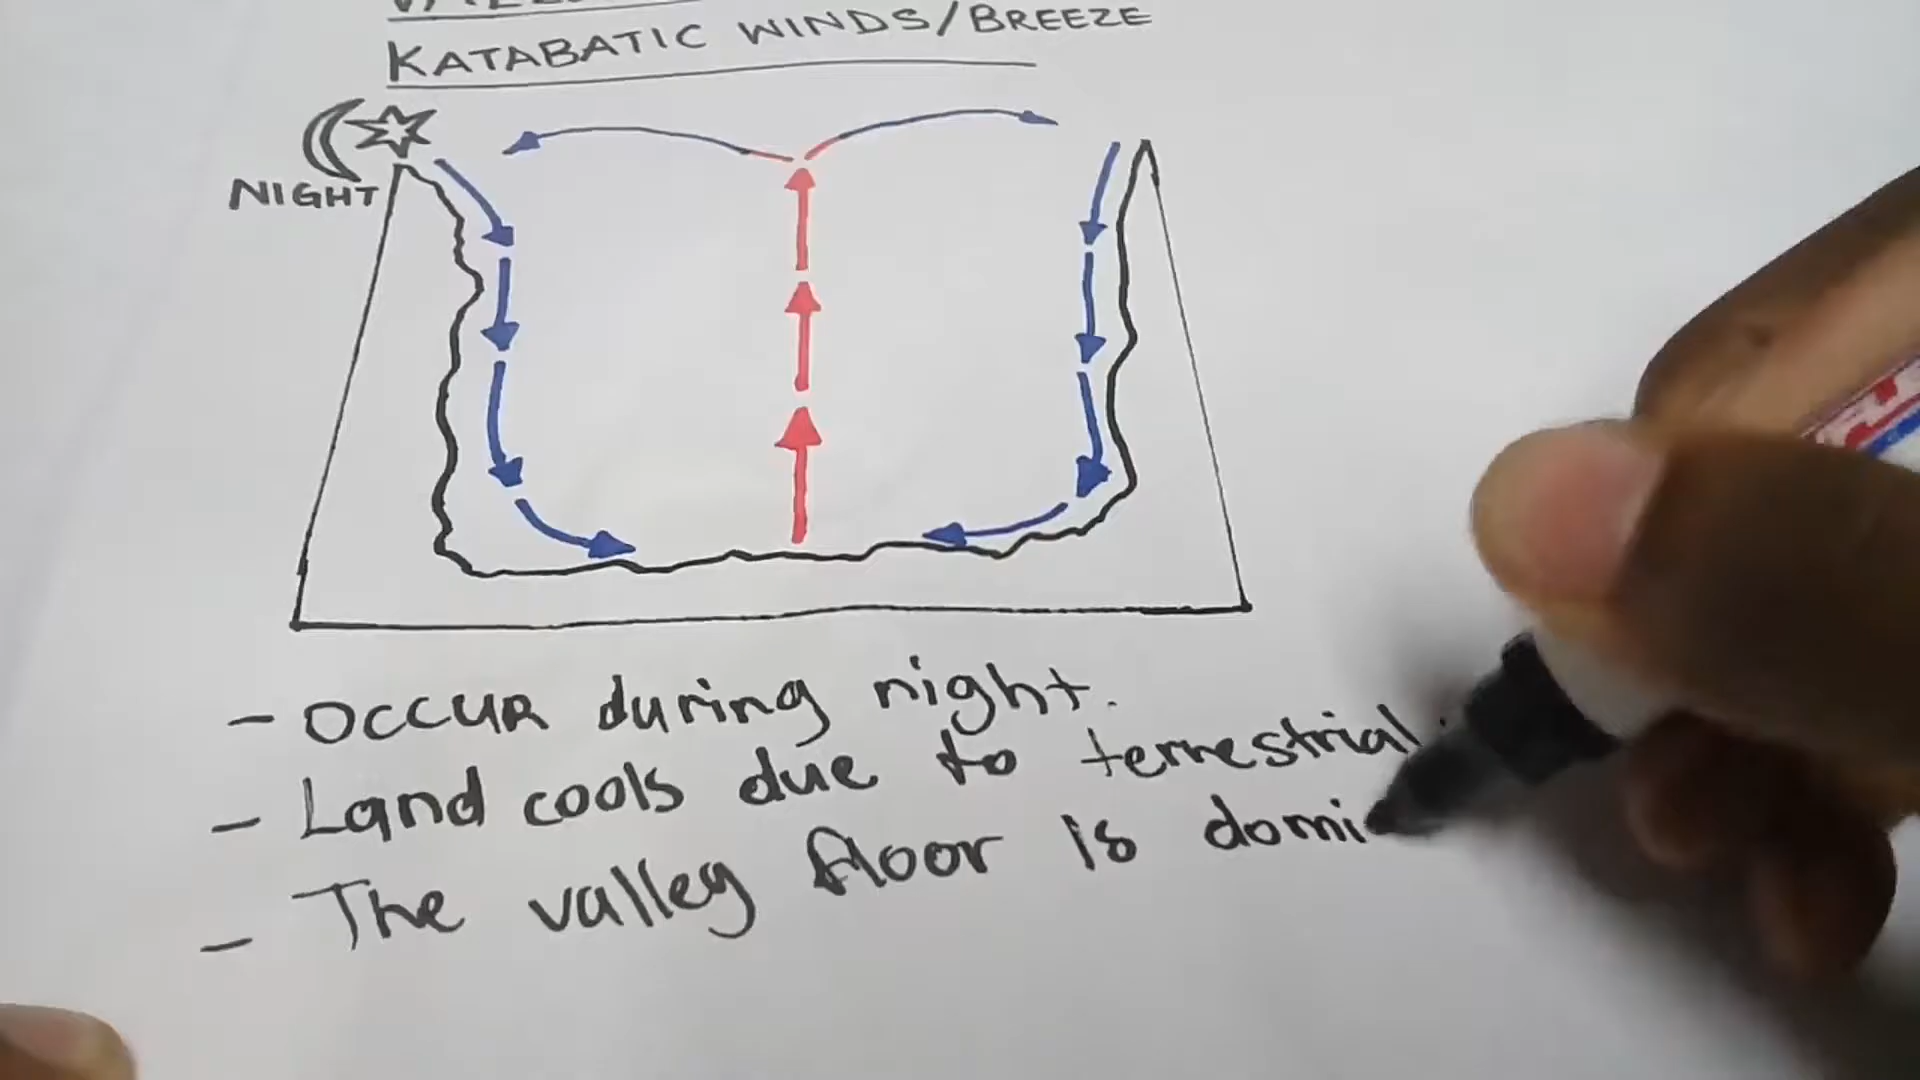 KATABATIC WINDS/BREEZE
NIGHT
- OCCUR during night.
- Land cools due to terrestrial
- The valley floor is domi